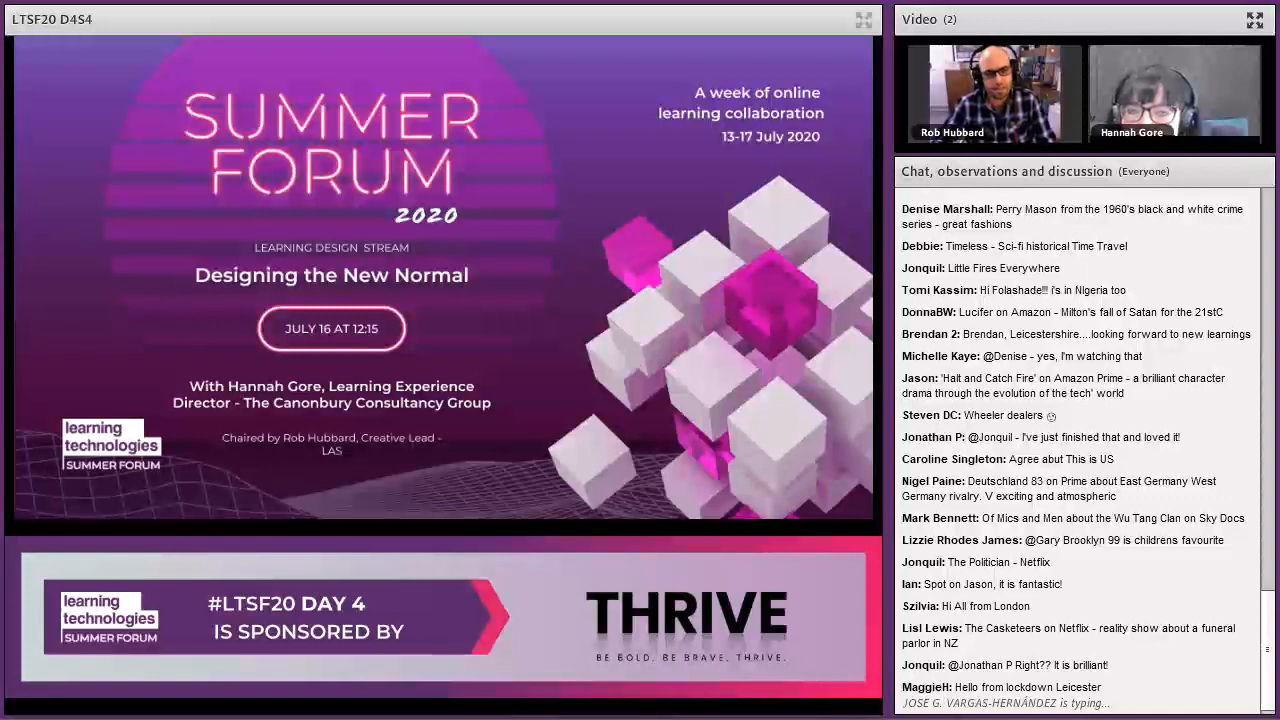 LTSF20 D4S4
SUMMER
FORUM
2020
LEARNING DESIGN STREAM
Designing the New Normal
JULY 16 AT 12:15
With Hannah Gore, Learning Experience
Director - The Canonbury Consultancy Group
Chaired by Rob Hubbard, Creative Lead -
LAS
A week of online
learning collaboration
13-17 July 2020
learning
technologies
SUMMER FORUM
learning
technologies
SUMMER FORUM
#LTSF20 DAY 4
IS SPONSORED BY
THRIVE
BE BOLD. BE BRAVE, THRIVE.
Video (2)
Rob Hubbard
Hannah Gore
Chat, observations and discussion (Everyone)
Denise Marshall: Perry Mason from the 1960's black and white crime
series - great fashions
Debbie: Timeless - Sci-fi historical Time Travel
Jonquil: Little Fires Everywhere
Tomi Kassim: Hi Folashade!!! i's in NIgeria too
DonnaBW: Lucifer on Amazon - Milton's fall of Satan for the 21stC
Brendan 2: Brendan, Leicestershire....looking forward to new learnings
Michelle Kaye: @Denise - yes, I'm watching that
Jason: 'Halt and Catch Fire' on Amazon Prime - a brilliant character
drama through the evolution of the tech' world
Steven DC: Wheeler dealers
Jonathan P: @Jonquil - I've just finished that and loved it!
Caroline Singleton: Agree abut This is US
Nigel Paine: Deutschland 83 on Prime about East Germany West
Germany rivalry. V exciting and atmospheric
Mark Bennett: Of Mics and Men about the Wu Tang Clan on Sky Docs
Lizzie Rhodes James: @Gary Brooklyn 99 is childrens favourite
Jonquil: The Politician - Netflix
Ian: Spot on Jason, it is fantastic!
Szilvia: Hi All from London
Lisl Lewis: The Casketeers on Netflix - reality show about a funeral
parlor in NZ
Jonquil: @Jonathan P Right?? It is brilliant!
MaggieH: Hello from lockdown Leicester
JOSE G. VARGAS-HERNÁNDEZ is typing...